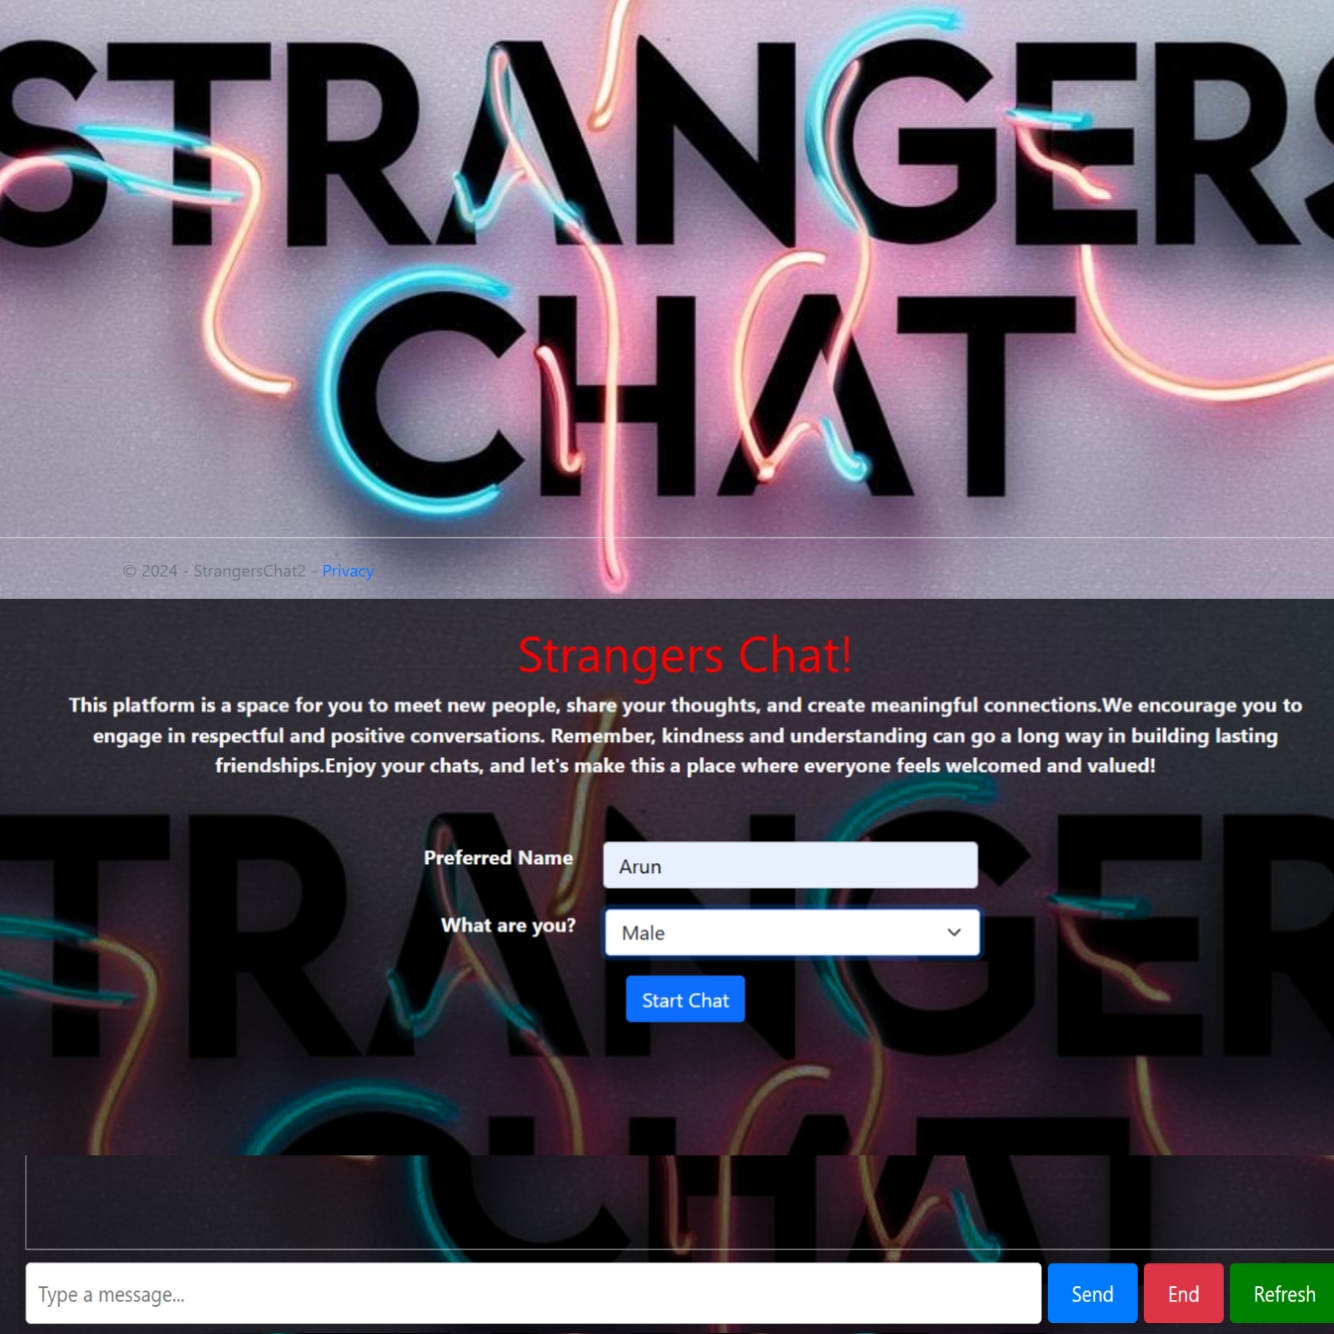 STRANGERS
CHAT
© 2024 - StrangersChat2 - Privacy
Strangers Chat!
This platform is a space for you to meet new people, share your thoughts, and create meaningful connections.We encourage you to
engage in respectful and positive conversations. Remember, kindness and understanding can go a long way in building lasting
friendships.Enjoy your chats, and let's make this a place where everyone feels welcomed and valued!
Preferred Name Arun
What are you? Male
Start Chat
TRANGER
CHAT
Type a message... Send End Refresh